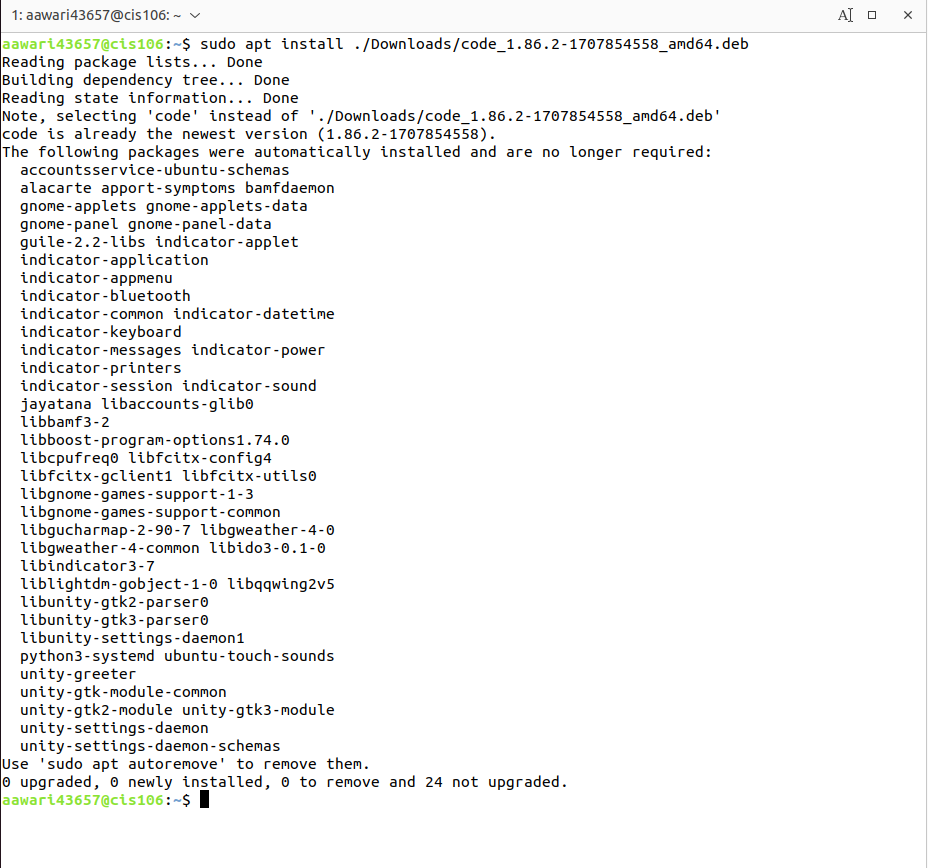 1: aawari43657@cis106: ~
aawari43657@cis106:~$ sudo apt install ./Downloads/code_1.86.2-1707854558_amd64.deb
Reading package lists... Done
Building dependency tree... Done
Reading state information... Done
Note, selecting 'code' instead of './Downloads/code_1.86.2-1707854558_amd64.deb'
code is already the newest version (1.86.2-1707854558).
The following packages were automatically installed and are no longer required:
  accountsservice-ubuntu-schemas
  alacarte apport-symptoms bamfdaemon
  gnome-applets gnome-applets-data
  gnome-panel gnome-panel-data
  guile-2.2-libs indicator-applet
  indicator-application
  indicator-appmenu
  indicator-bluetooth
  indicator-common indicator-datetime
  indicator-keyboard
  indicator-messages indicator-power
  indicator-printers
  indicator-session indicator-sound
  jayatana libaccounts-glib0
  libbamf3-2
  libboost-program-options1.74.0
  libcpufreq0 libfcitx-config4
  libfcitx-gclient1 libfcitx-utils0
  libgnome-games-support-1-3
  libgnome-games-support-common
  libgucharmap-2-90-7 libgweather-4-0
  libgweather-4-common libido3-0.1-0
  libindicator3-7
  liblightdm-gobject-1-0 libqqwing2v5
  libunity-gtk2-parser0
  libunity-gtk3-parser0
  libunity-settings-daemon1
  python3-systemd ubuntu-touch-sounds
  unity-greeter
  unity-gtk-module-common
  unity-gtk2-module unity-gtk3-module
  unity-settings-daemon
  unity-settings-daemon-schemas
Use 'sudo apt autoremove' to remove them.
0 upgraded, 0 newly installed, 0 to remove and 24 not upgraded.
aawari43657@cis106:~$